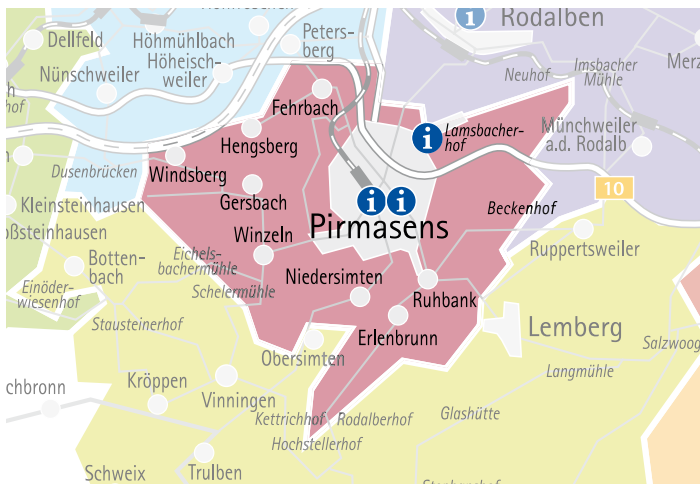 Rodalben
Dellfeld
Höhmühlbach
Peters-
berg
Höheisch-
weiler
Nünschweiler
Neuhof
Imsbacher
Mühle
Merz
hof
Fehrbach
Hengsberg
Lamsbacher-
hof
Münchweiler
a.d. Rodalb
Dusenbrücken
Windsberg
Gersbach
10
Kleinsteinhausen
oßsteinhausen
Beckenhof
Pirmasens
Winzeln
Ruppertsweiler
Botten-
bach
Eichels-
bachermühle
Schelermühle
Niedersimten
Ruhbank
Einöder-
wiesenhof
Stausteinerhof
Erlenbrunn
Lemberg
Salzwoog
Obersimten
Langmühle
chbronn
Kröppen
Vinningen
Kettrichhof
Rodalberhof
Glashütte
Hochstellerhof
Schweix
Trulben